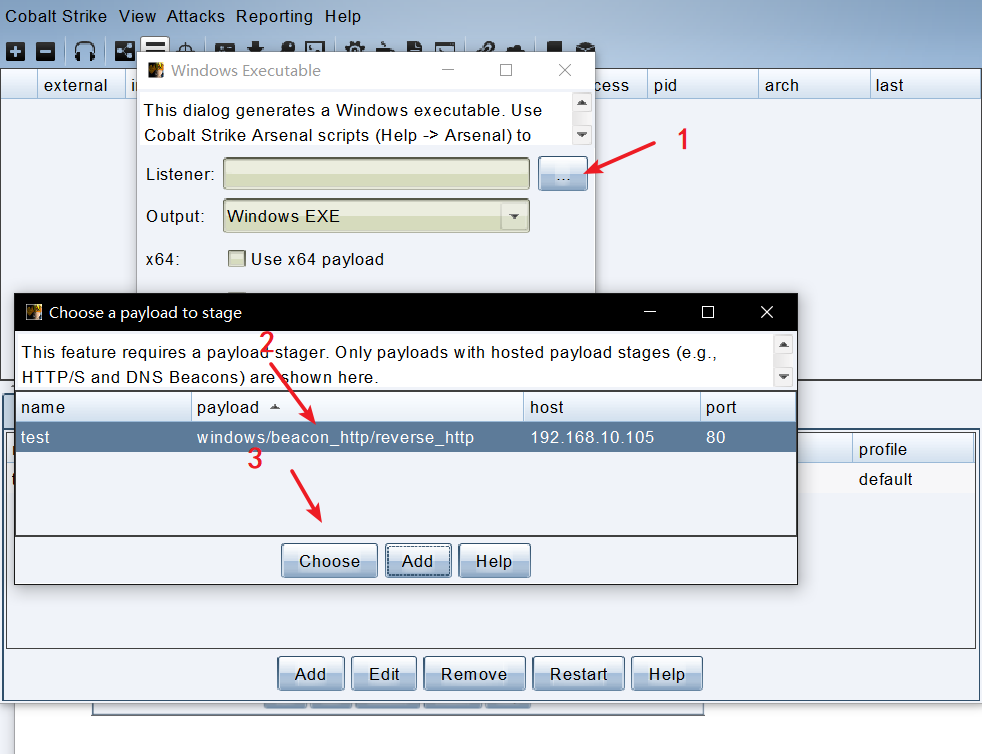 Cobalt Strike View Attacks Reporting Help
external
cess
pid
arch
last
Windows Executable
This dialog generates a Windows executable. Use
Cobalt Strike Arsenal scripts (Help -> Arsenal) to
1
Listener:
...
Output:
Windows EXE
x64:
Use x64 payload
Choose a payload to stage
2
This feature requires a payload stager. Only payloads with hosted payload stages (e.g.,
HTTP/S and DNS Beacons) are shown here.
name payload host port
test windows/beacon_http/reverse_http 192.168.10.105 80
3
profile
default
Choose Add Help
Add Edit Remove Restart Help